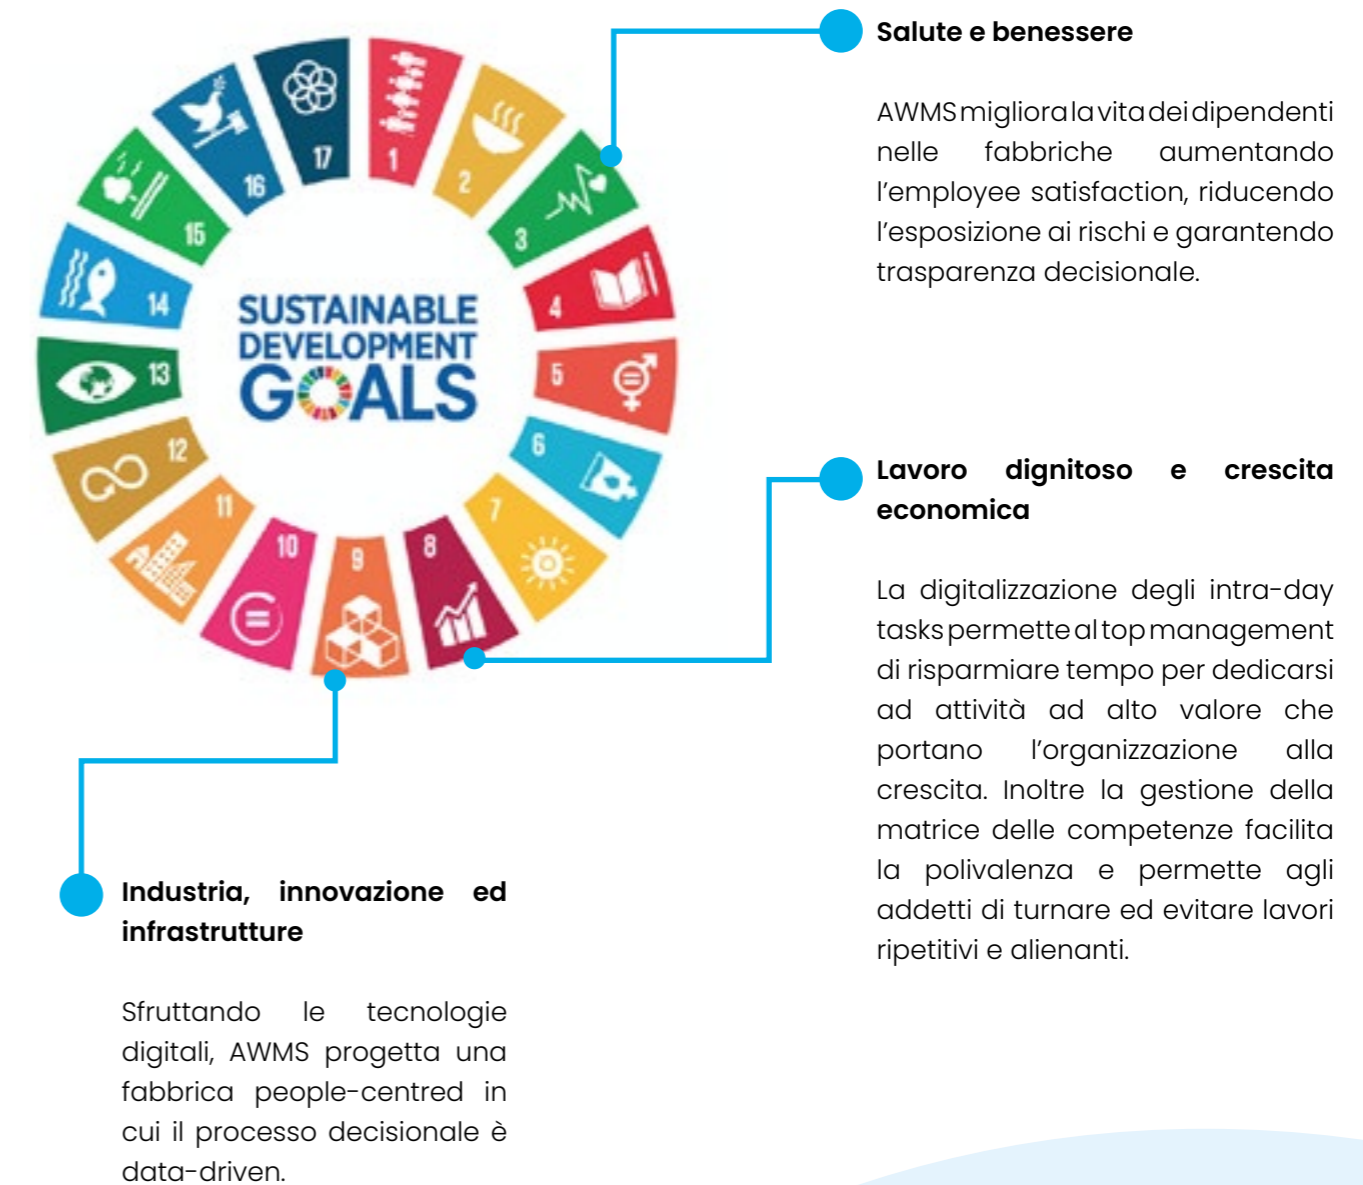 1
2
3
4
5
6
7
8
9
10
11
12
13
14
15
16
17
SUSTAINABLE
DEVELOPMENT
GOALS
Salute e benessere
AWMS migliora la vita dei dipendenti
nelle fabbriche aumentando
l’employee satisfaction, riducendo
l’esposizione ai rischi e garantendo
trasparenza decisionale.
Lavoro dignitoso e crescita
economica
La digitalizzazione degli intra-day
tasks permette al top management
di risparmiare tempo per dedicarsi
ad attività ad alto valore che
portano l’organizzazione alla
crescita. Inoltre la gestione della
matrice delle competenze facilita
la polivalenza e permette agli
addetti di turnare ed evitare lavori
ripetitivi e alienanti.
Industria, innovazione ed
infrastrutture
Sfruttando le tecnologie
digitali, AWMS progetta una
fabbrica people-centred in
cui il processo decisionale è
data-driven.